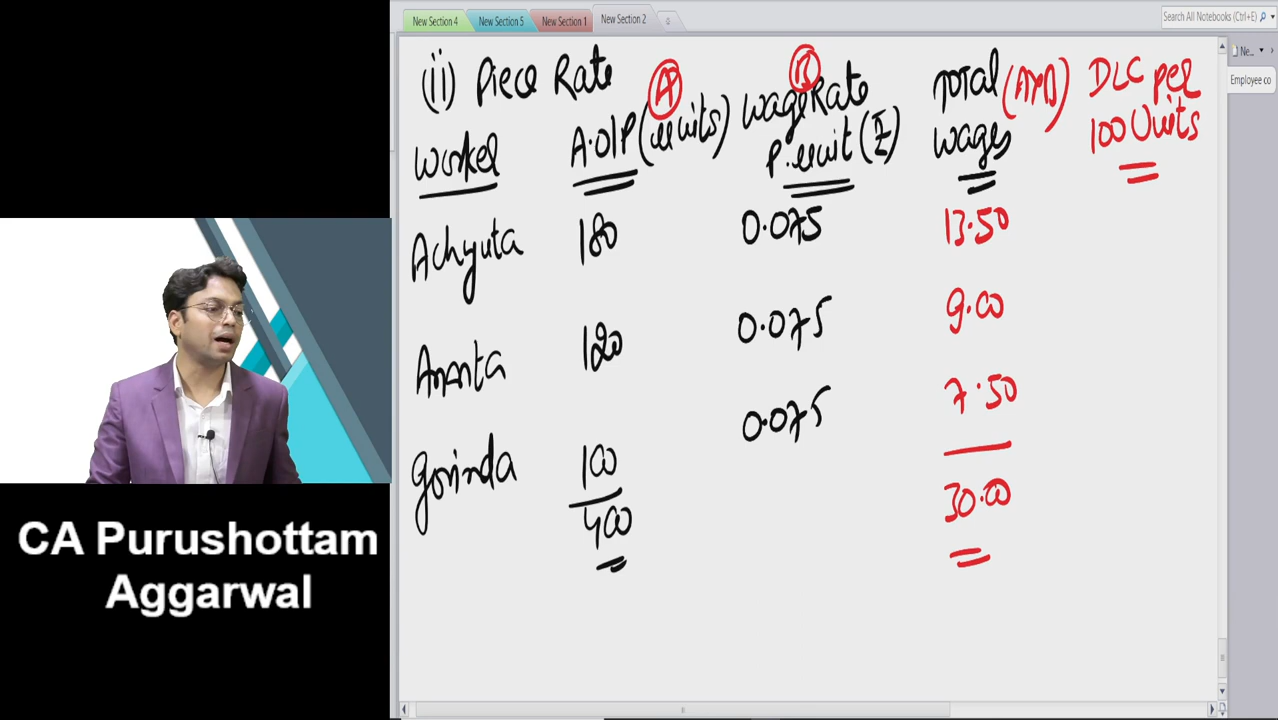 New Section 4 New Section 5 New Section 1 New Section 2
Search All Notebooks (Ctrl+E)
Ne...
Employee co
(ii) Piece Rate
Worker A.O/P (units) (A) Wage Rate P. unit (₹) (B) Total wages (A×B) DLC per 100 Units
Achyuta 180 0.075 13.50
Ananta 120 0.075 9.00
Govinda 100 0.075 7.50
400 30.00
CA Purushottam
Aggarwal